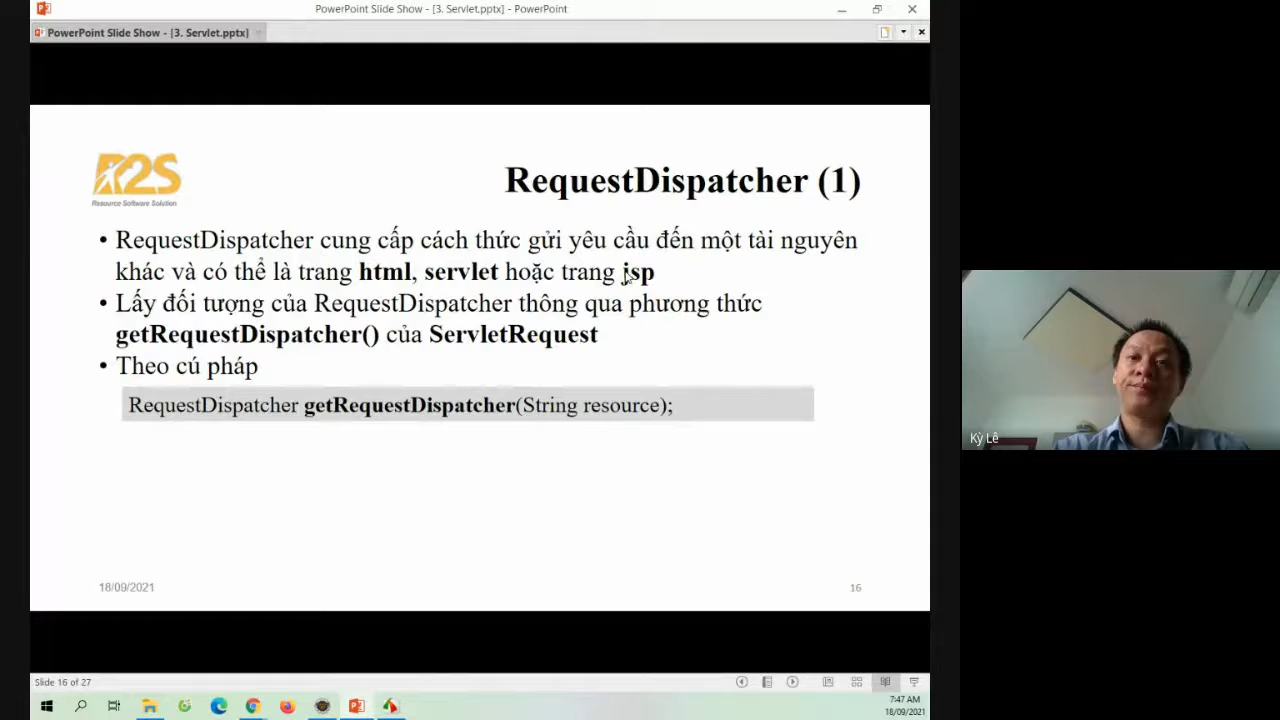 PowerPoint Slide Show - [3. Servlet.pptx] - PowerPoint
PowerPoint Slide Show - [3. Servlet.pptx]
R2S
Resource Software Solution
RequestDispatcher (1)
• RequestDispatcher cung cấp cách thức gửi yêu cầu đến một tài nguyên
khác và có thể là trang html, servlet hoặc trang jsp
• Lấy đối tượng của RequestDispatcher thông qua phương thức
getRequestDispatcher() của ServletRequest
• Theo cú pháp
RequestDispatcher getRequestDispatcher(String resource);
18/09/2021
16
Kỳ Lê
Slide 16 of 27
7:47 AM
18/09/2021